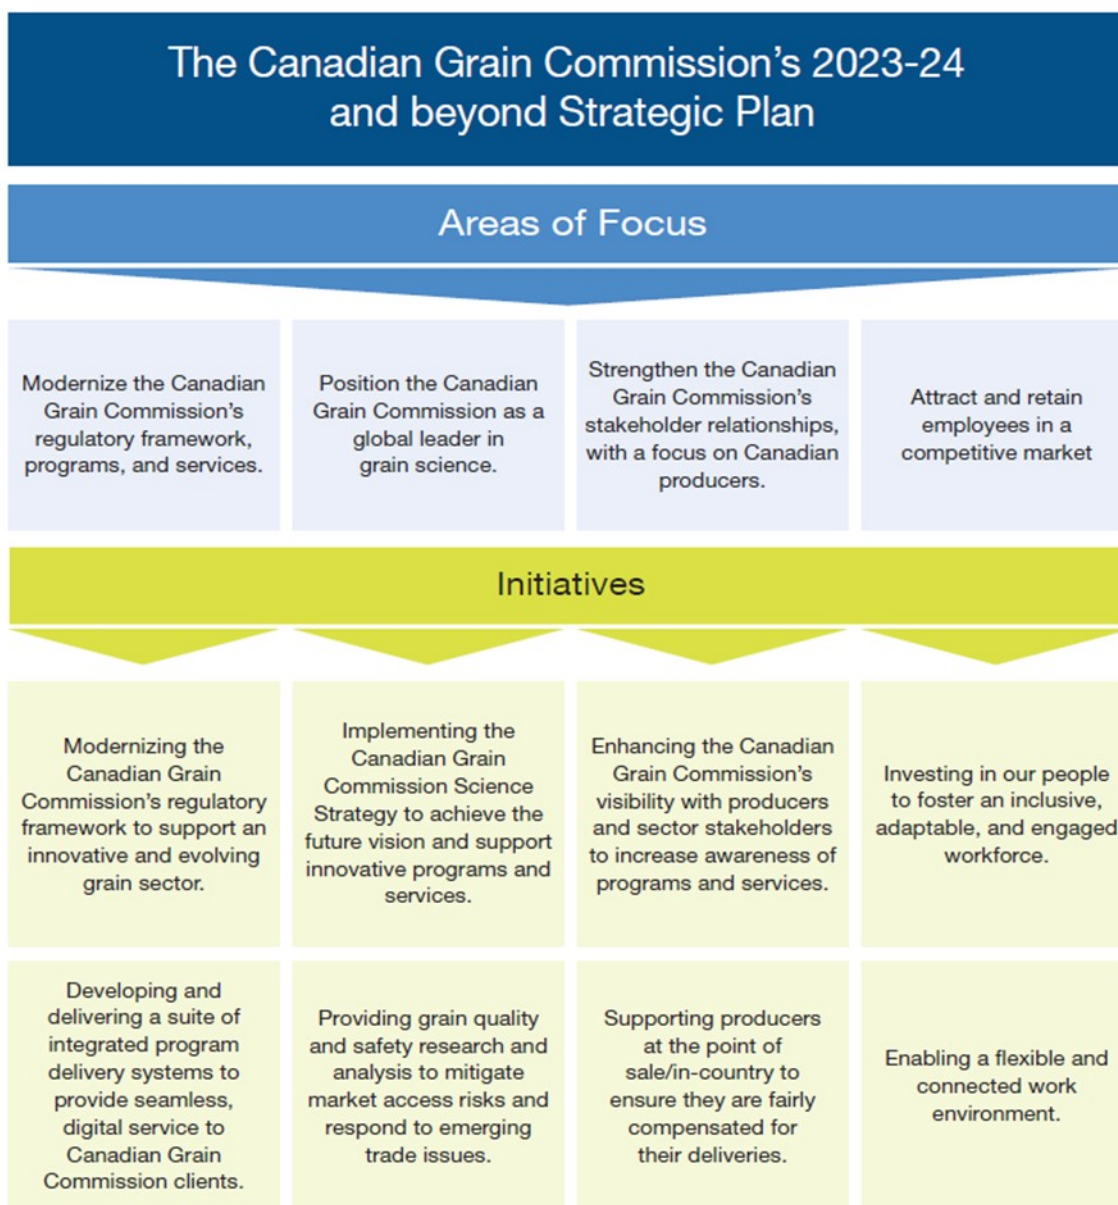 The Canadian Grain Commission's 2023-24
and beyond Strategic Plan
Areas of Focus
Modernize the Canadian
Grain Commission's
regulatory framework,
programs, and services.
Position the Canadian
Grain Commission as a
global leader in
grain science.
Strengthen the Canadian
Grain Commission's
stakeholder relationships,
with a focus on Canadian
producers.
Attract and retain
employees in a
competitive market
Initiatives
Modernizing the
Canadian Grain
Commission's regulatory
framework to support an
innovative and evolving
grain sector.
Implementing the
Canadian Grain
Commission Science
Strategy to achieve the
future vision and support
innovative programs and
services.
Enhancing the Canadian
Grain Commission's
visibility with producers
and sector stakeholders
to increase awareness of
programs and services.
Investing in our people
to foster an inclusive,
adaptable, and engaged
workforce.
Developing and
delivering a suite of
integrated program
delivery systems to
provide seamless,
digital service to
Canadian Grain
Commission clients.
Providing grain quality
and safety research and
analysis to mitigate
market access risks and
respond to emerging
trade issues.
Supporting producers
at the point of
sale/in-country to
ensure they are fairly
compensated for
their deliveries.
Enabling a flexible and
connected work
environment.